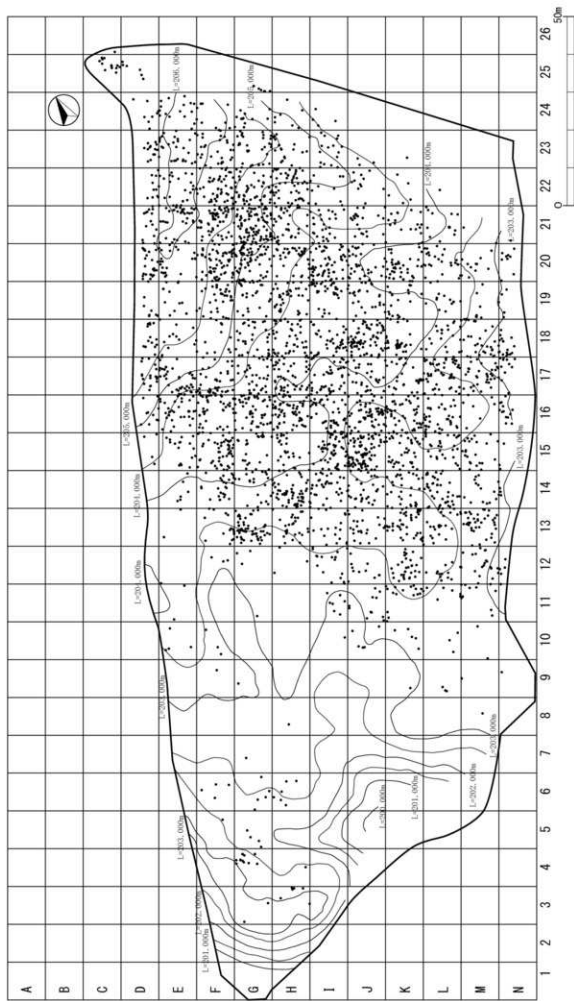 A
B
C
D
E
F
G
H
I
J
K
L
M
N
1
2
3
4
5
6
7
8
9
10
11
12
13
14
15
16
17
18
19
20
21
22
23
24
25
26
0
50m
L=201.000m
L=202.000m
L=203.000m
L=203.000m
L=204.000m
L=204.000m
L=205.000m
L=206.000m
L=205.000m
L=204.000m
L=203.000m
L=203.000m
L=203.000m
L=202.000m
L=201.000m
L=200.000m